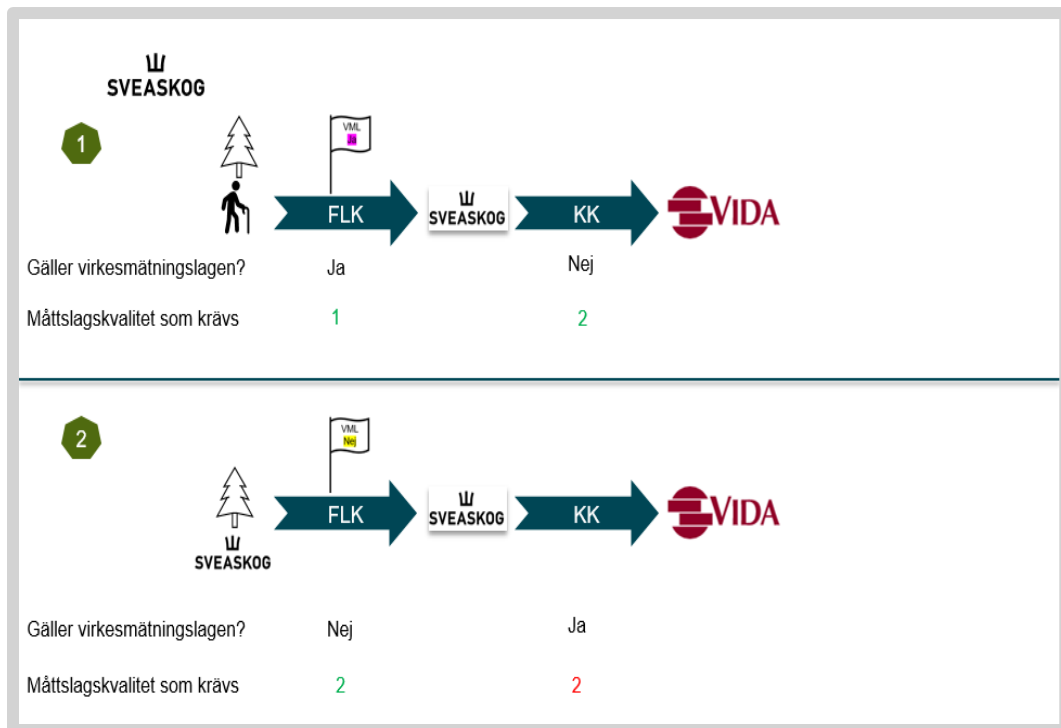 SVEASKOG
1
VML
Ja
FLK
SVEASKOG
KK
VIDA
Gäller virkesmätningslagen?
Ja
Nej
Måttslagskvalitet som krävs
1
2
2
VML
Nej
FLK
SVEASKOG
KK
VIDA
SVEASKOG
Gäller virkesmätningslagen?
Nej
Ja
Måttslagskvalitet som krävs
2
2